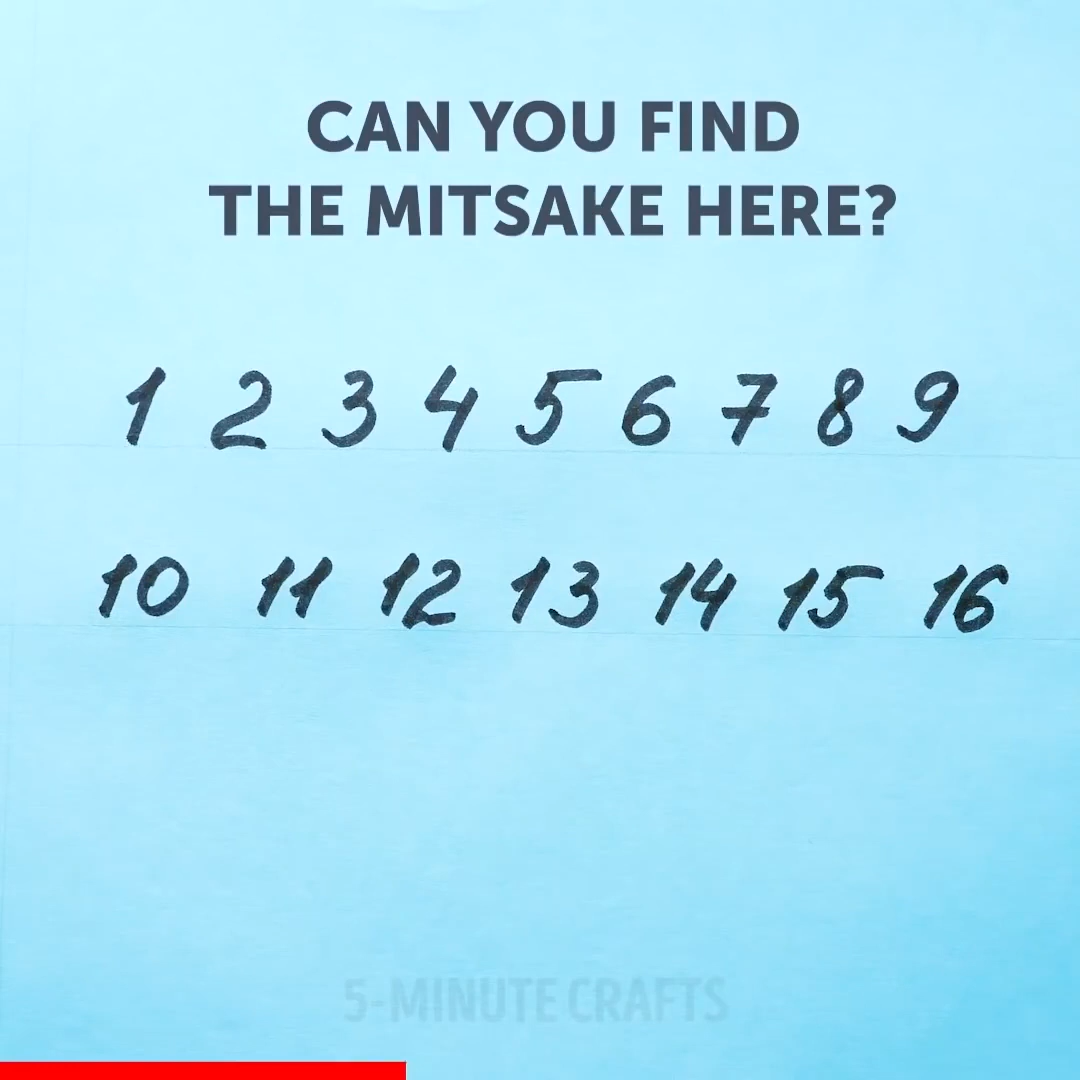 CAN YOU FIND
THE MITSAKE HERE?
1 2 3 4 5 6 7 8 9
10 11 12 13 14 15 16
5-MINUTE CRAFTS